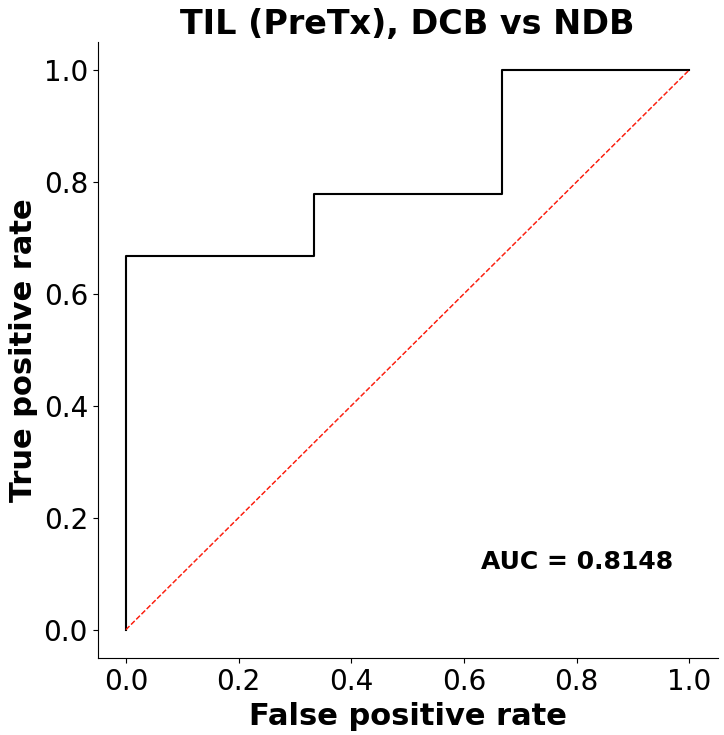 TIL (PreTx), DCB vs NDB
1.0
0.8
0.6
0.4
0.2
0.0
True positive rate
AUC = 0.8148
0.0 0.2 0.4 0.6 0.8 1.0
False positive rate